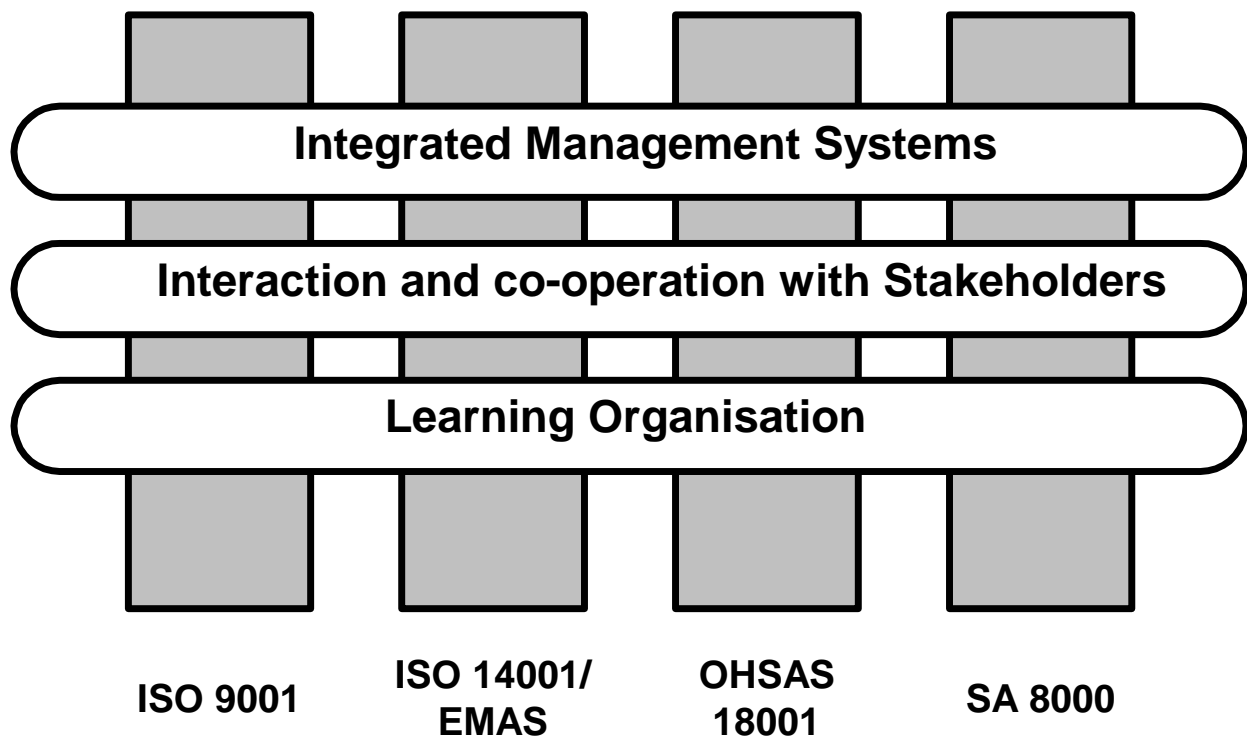 Integrated Management Systems
Interaction and co-operation with Stakeholders
Learning Organisation
ISO 9001
ISO 14001/
EMAS
OHSAS
18001
SA 8000